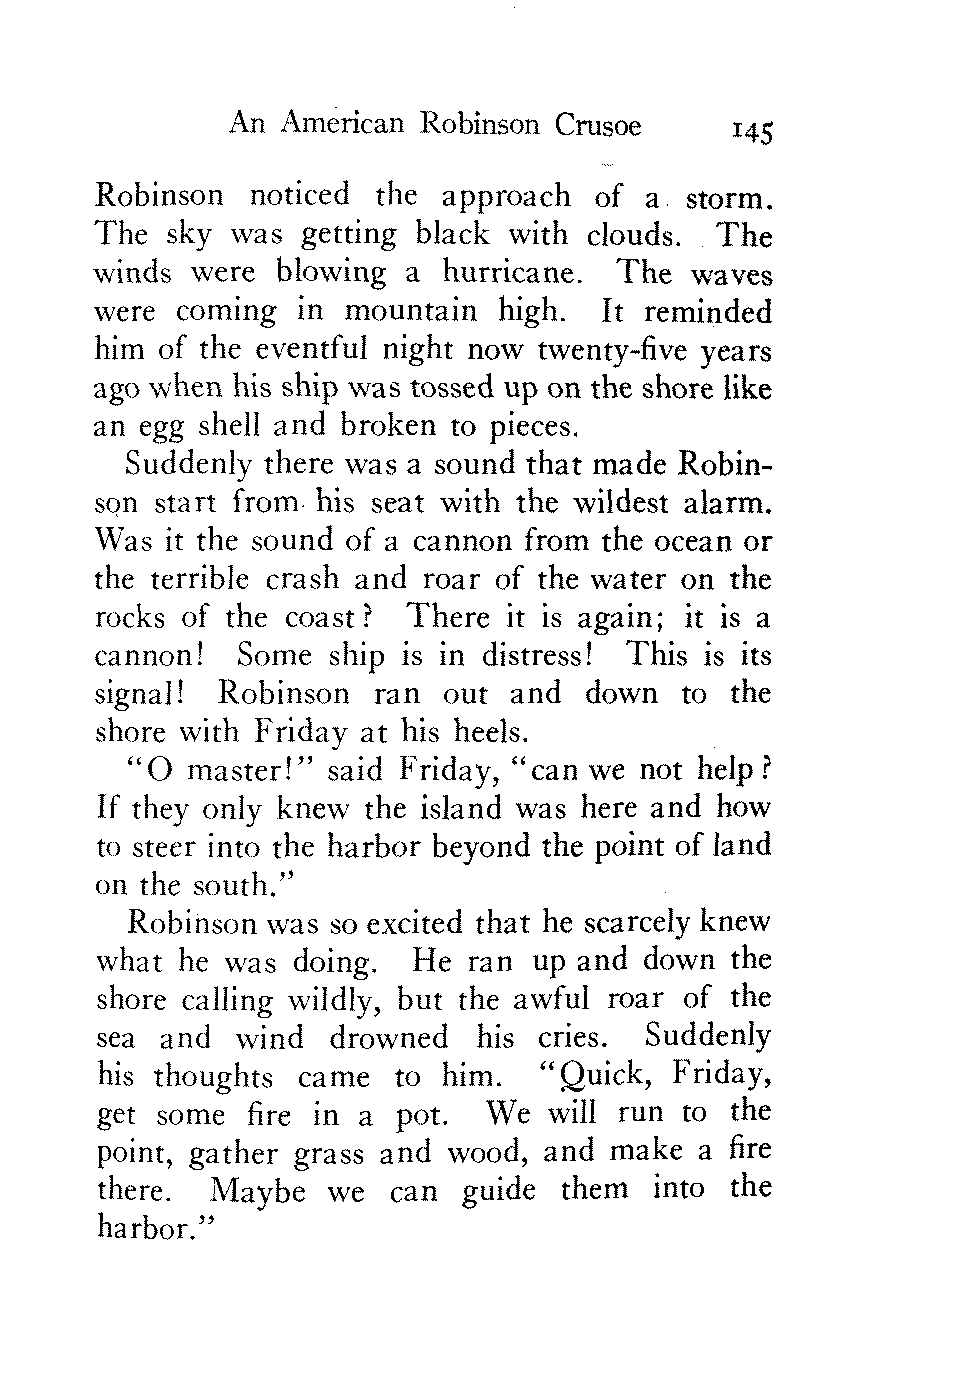 An American Robinson Crusoe 145
Robinson noticed the approach of a storm.
The sky was getting black with clouds. The
winds were blowing a hurricane. The waves
were coming in mountain high. It reminded
him of the eventful night now twenty-five years
ago when his ship was tossed up on the shore like
an egg shell and broken to pieces.
Suddenly there was a sound that made Robin-
son start from his seat with the wildest alarm.
Was it the sound of a cannon from the ocean or
the terrible crash and roar of the water on the
rocks of the coast? There it is again; it is a
cannon! Some ship is in distress! This is its
signal! Robinson ran out and down to the
shore with Friday at his heels.
"O master!" said Friday, "can we not help?
If they only knew the island was here and how
to steer into the harbor beyond the point of land
on the south."
Robinson was so excited that he scarcely knew
what he was doing. He ran up and down the
shore calling wildly, but the awful roar of the
sea and wind drowned his cries. Suddenly
his thoughts came to him. "Quick, Friday,
get some fire in a pot. We will run to the
point, gather grass and wood, and make a fire
there. Maybe we can guide them into the
harbor."